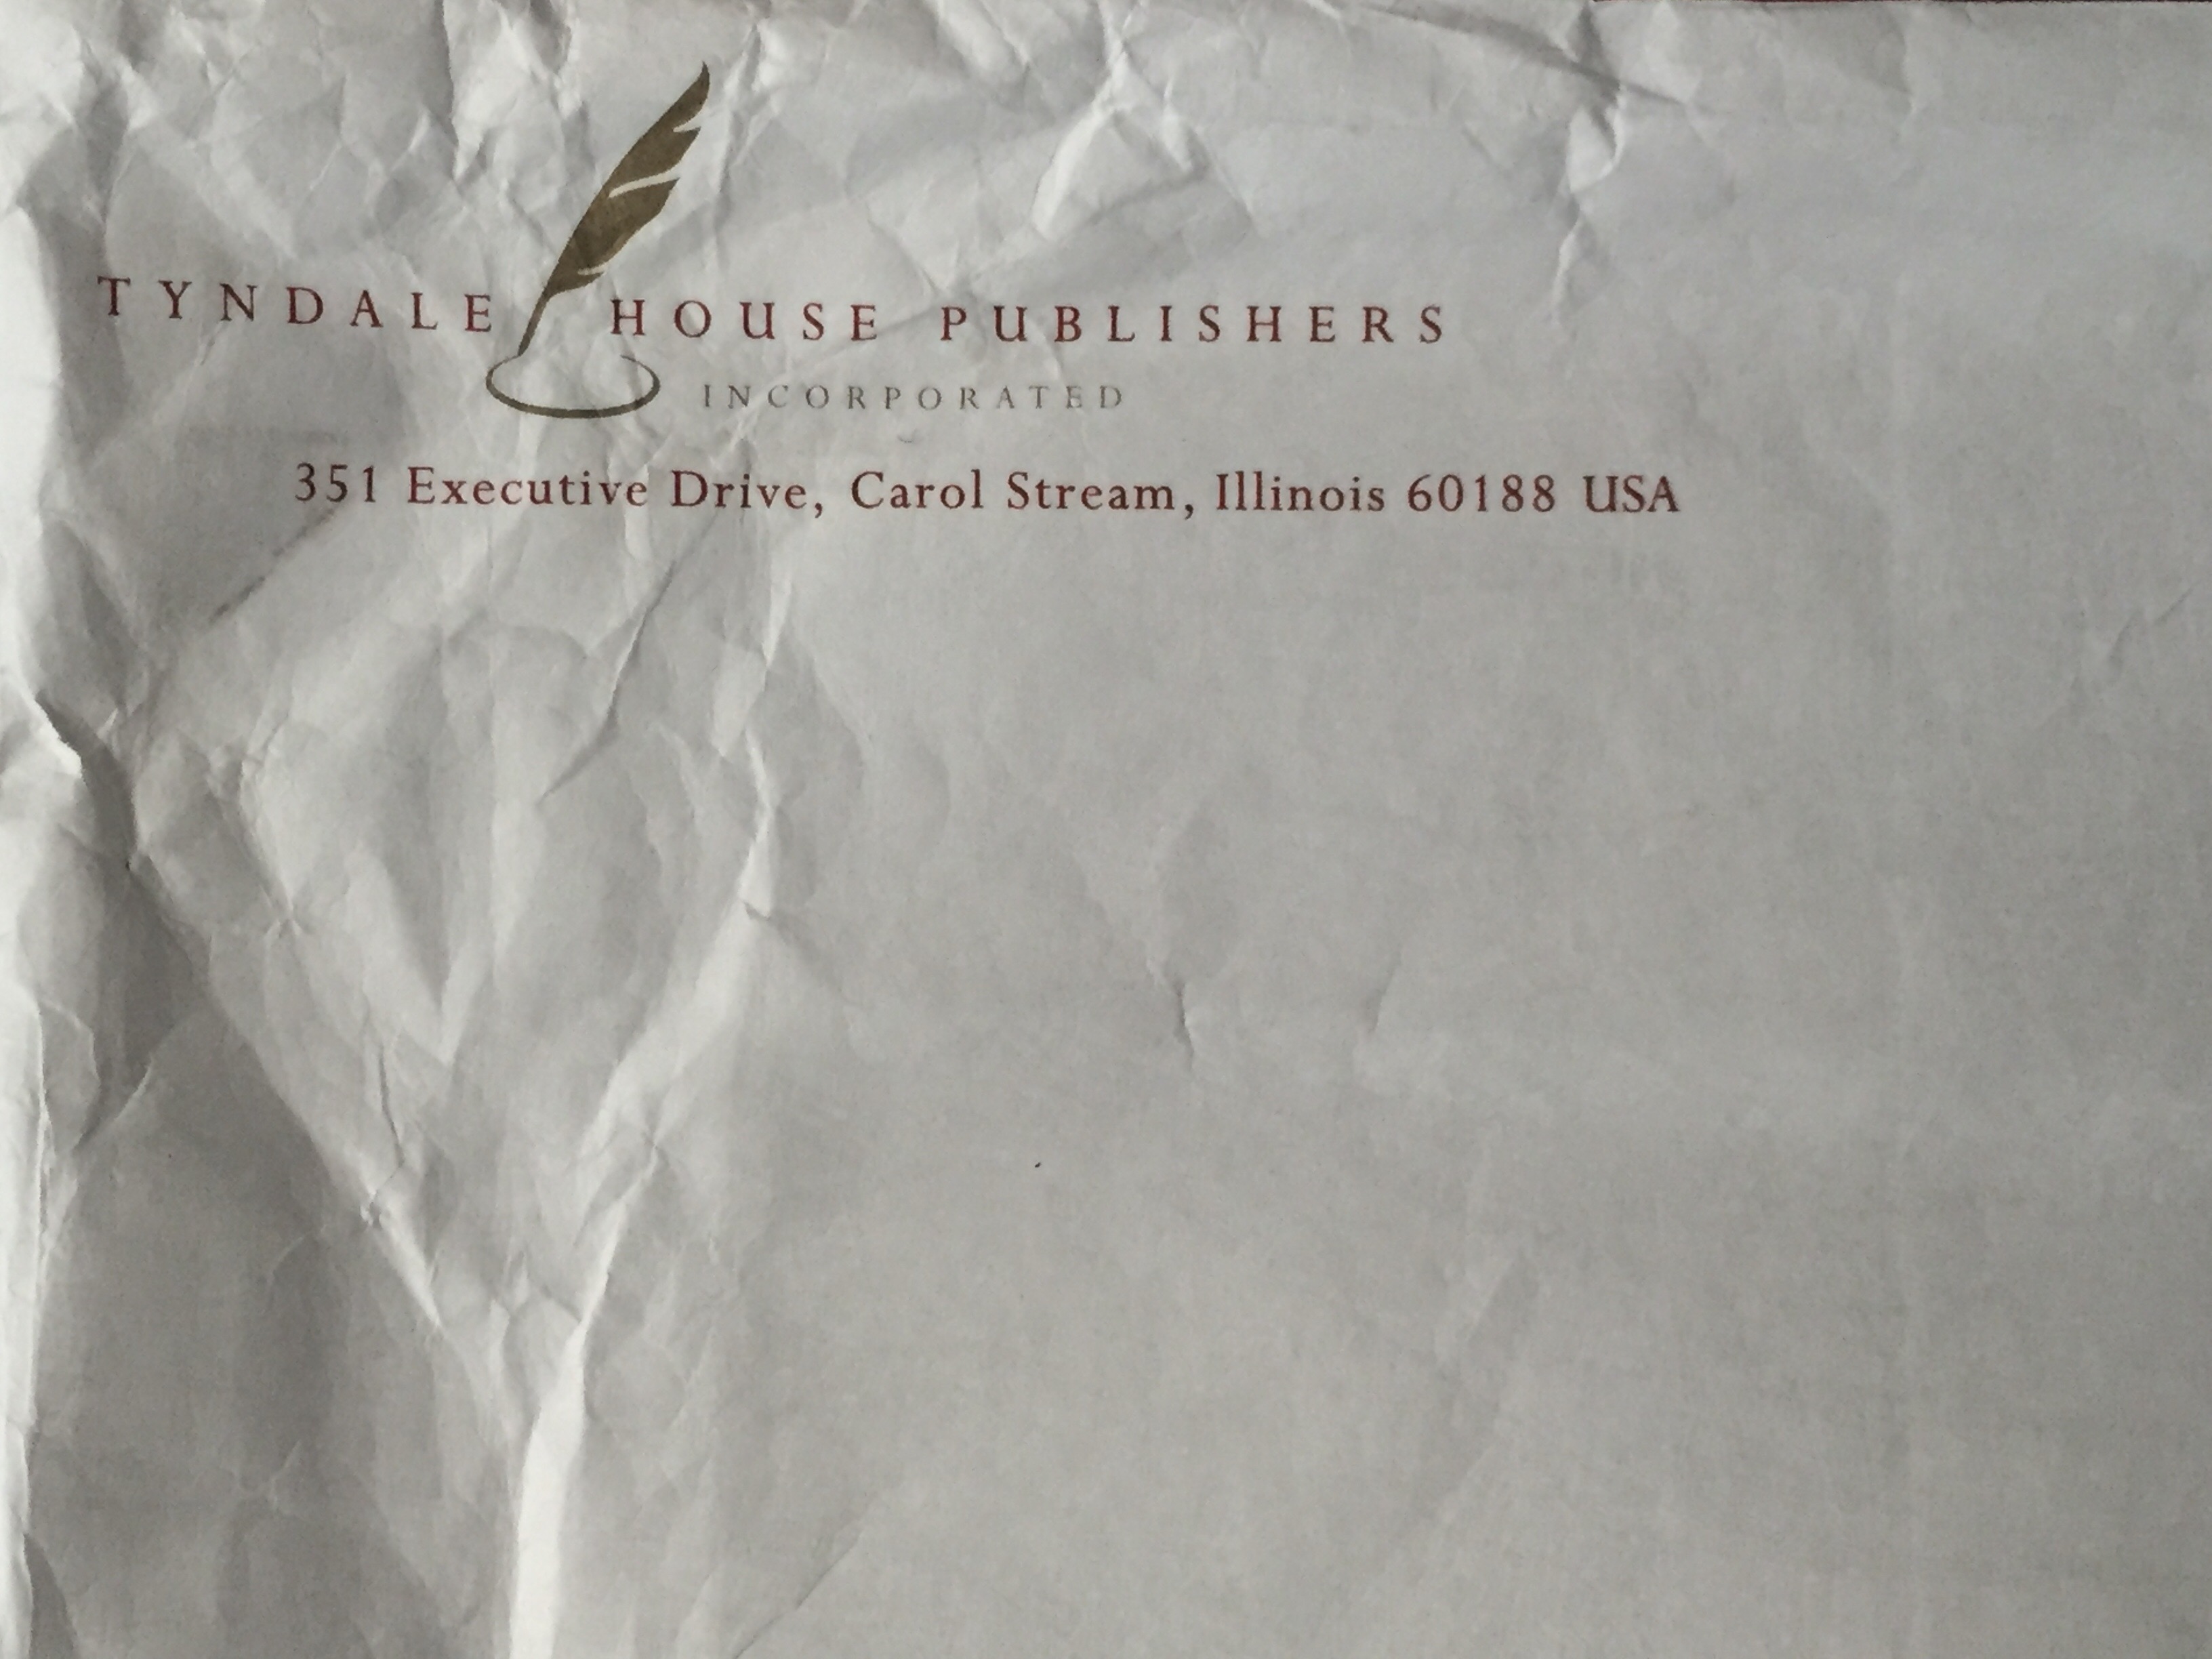 TYNDALE HOUSE PUBLISHERS
INCORPORATED
351 Executive Drive, Carol Stream, Illinois 60188 USA